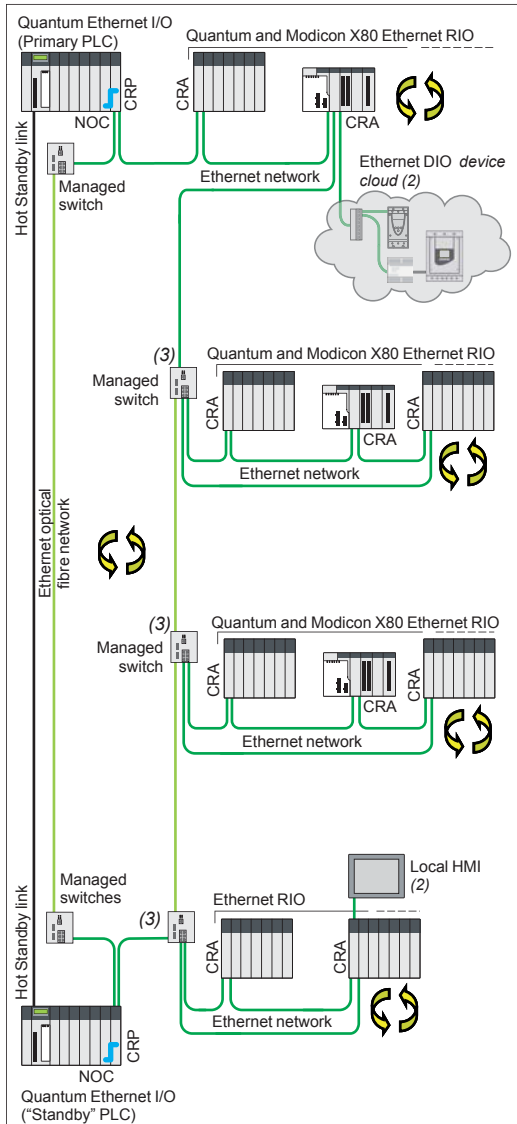 Quantum Ethernet I/O
(Primary PLC)
Quantum and Modicon X80 Ethernet RIO
CRP
CRA
NOC
CRA
Hot Standby link
Managed
switch
Ethernet network
Ethernet DIO device
cloud (2)
(3)
Quantum and Modicon X80 Ethernet RIO
Managed
switch
CRA
CRA
CRA
Ethernet network
Ethernet optical
fibre network
(3)
Quantum and Modicon X80 Ethernet RIO
Managed
switch
CRA
CRA
CRA
Ethernet network
Managed
switches
Local HMI
(2)
(3)
Ethernet RIO
Hot Standby link
CRA
CRA
Ethernet network
CRP
NOC
Quantum Ethernet I/O
(“Standby” PLC)